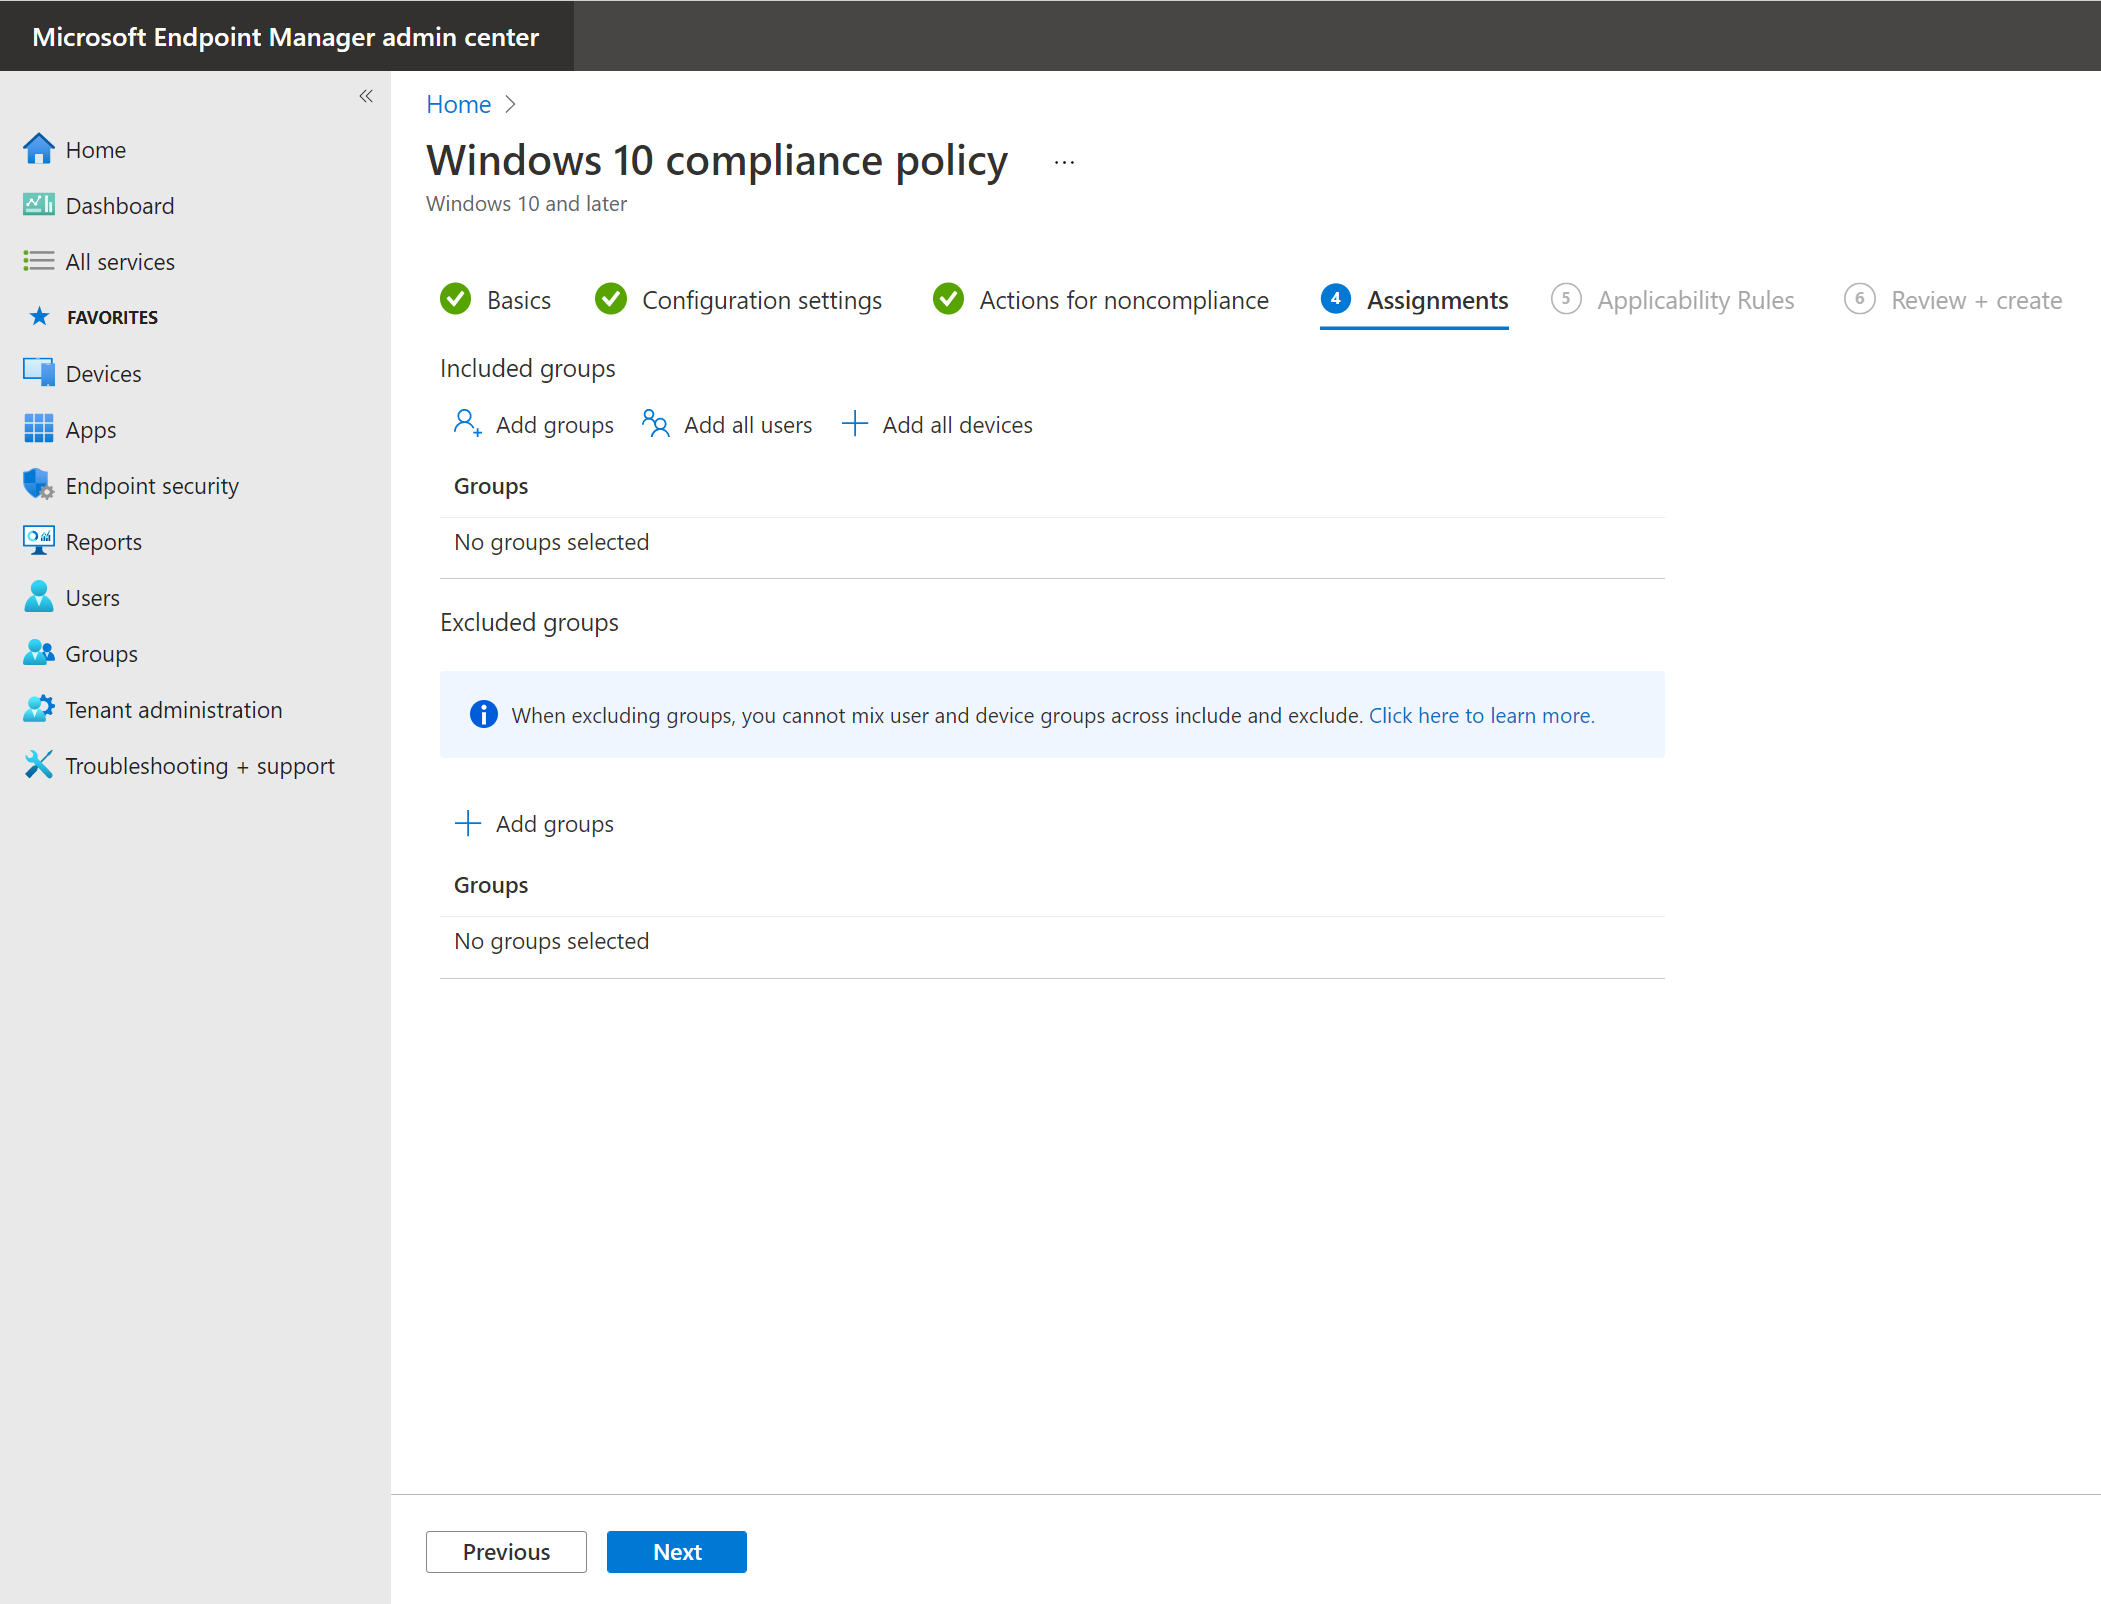 Microsoft Endpoint Manager admin center
Home
Dashboard
All services
FAVORITES
Devices
Apps
Endpoint security
Reports
Users
Groups
Tenant administration
Troubleshooting + support
Home
Windows 10 compliance policy ...
Windows 10 and later
Basics Configuration settings Actions for noncompliance 4 Assignments 5 Applicability Rules 6 Review + create
Included groups
Add groups Add all users Add all devices
Groups
No groups selected
Excluded groups
When excluding groups, you cannot mix user and device groups across include and exclude. Click here to learn more.
Add groups
Groups
No groups selected
Previous Next